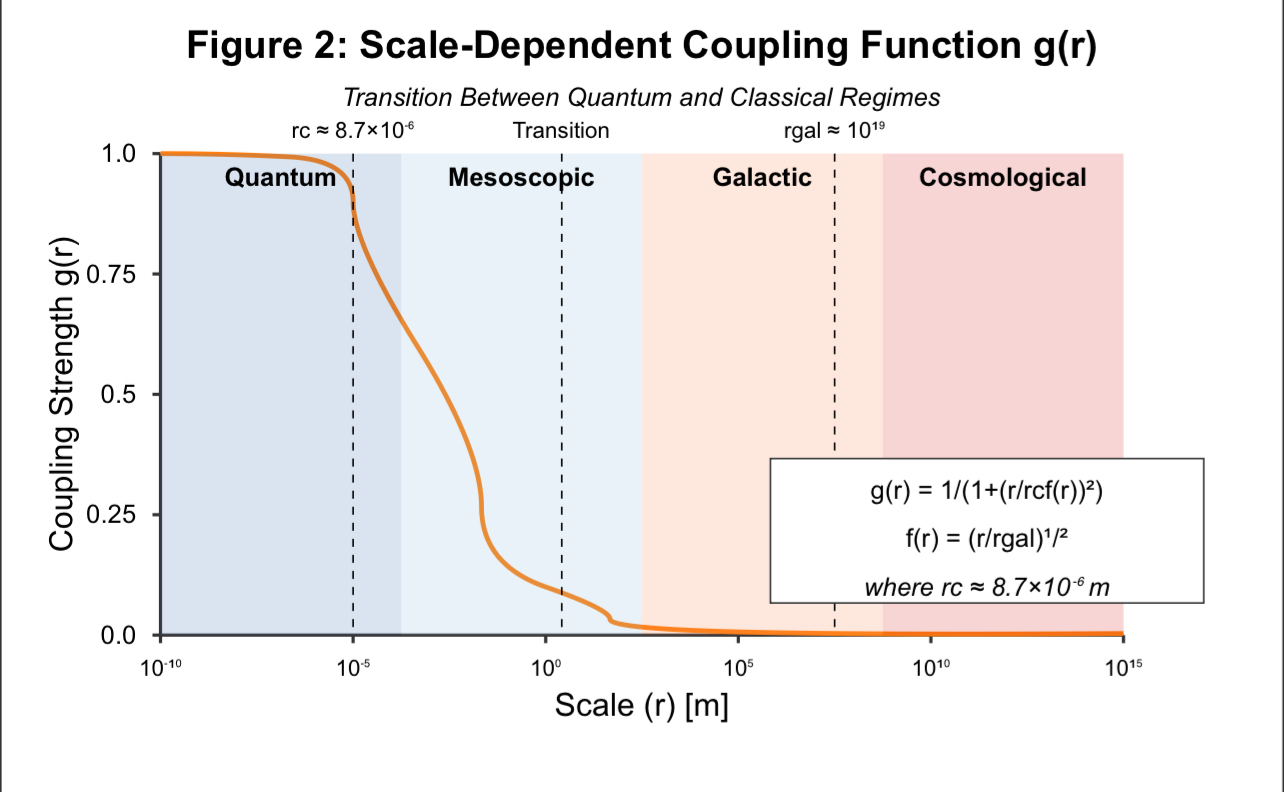 Figure 2: Scale-Dependent Coupling Function g(r)
Transition Between Quantum and Classical Regimes
rc ≈ 8.7×10⁻⁶ Transition rgal ≈ 10¹⁹
1.0
Quantum Mesoscopic Galactic Cosmological
0.75
0.5
0.25
0.0
Coupling Strength g(r)
g(r) = 1/(1+(r/rcf(r))²)
f(r) = (r/rgal)¹/²
where rc ≈ 8.7×10⁻⁶ m
10⁻¹⁰ 10⁻⁵ 10⁰ 10⁵ 10¹⁰ 10¹⁵
Scale (r) [m]